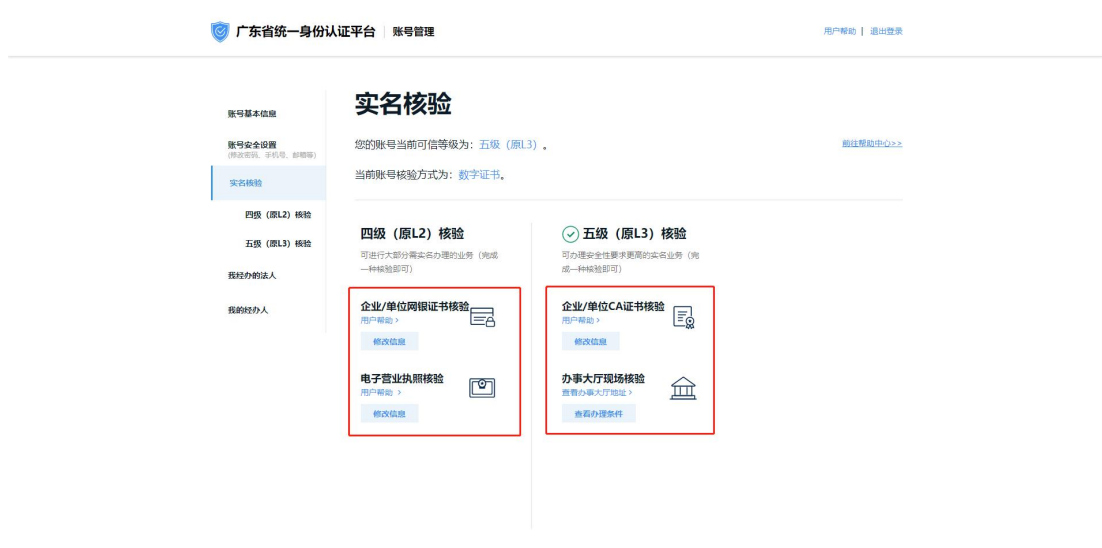 广东省统一身份认证平台 账号管理
用户帮助 | 退出登录
账号基本信息
账号安全设置
(修改密码、手机号、邮箱等)
实名核验
四级（原L2）核验
五级（原L3）核验
我经办的法人
我的经办人
实名核验
您的账号当前可信等级为：五级（原L3）。
前往帮助中心>>
当前账号核验方式为：数字证书。
四级（原L2）核验
可进行大部分需实名办理的业务（完成
一种核验即可）
企业/单位网银证书核验
用户帮助 >
修改信息
电子营业执照核验
用户帮助 >
修改信息
五级（原L3）核验
可办理安全性要求更高的实名业务（完
成一种核验即可）
企业/单位CA证书核验
用户帮助 >
修改信息
办事大厅现场核验
查看办事大厅地址 >
查看办理条件